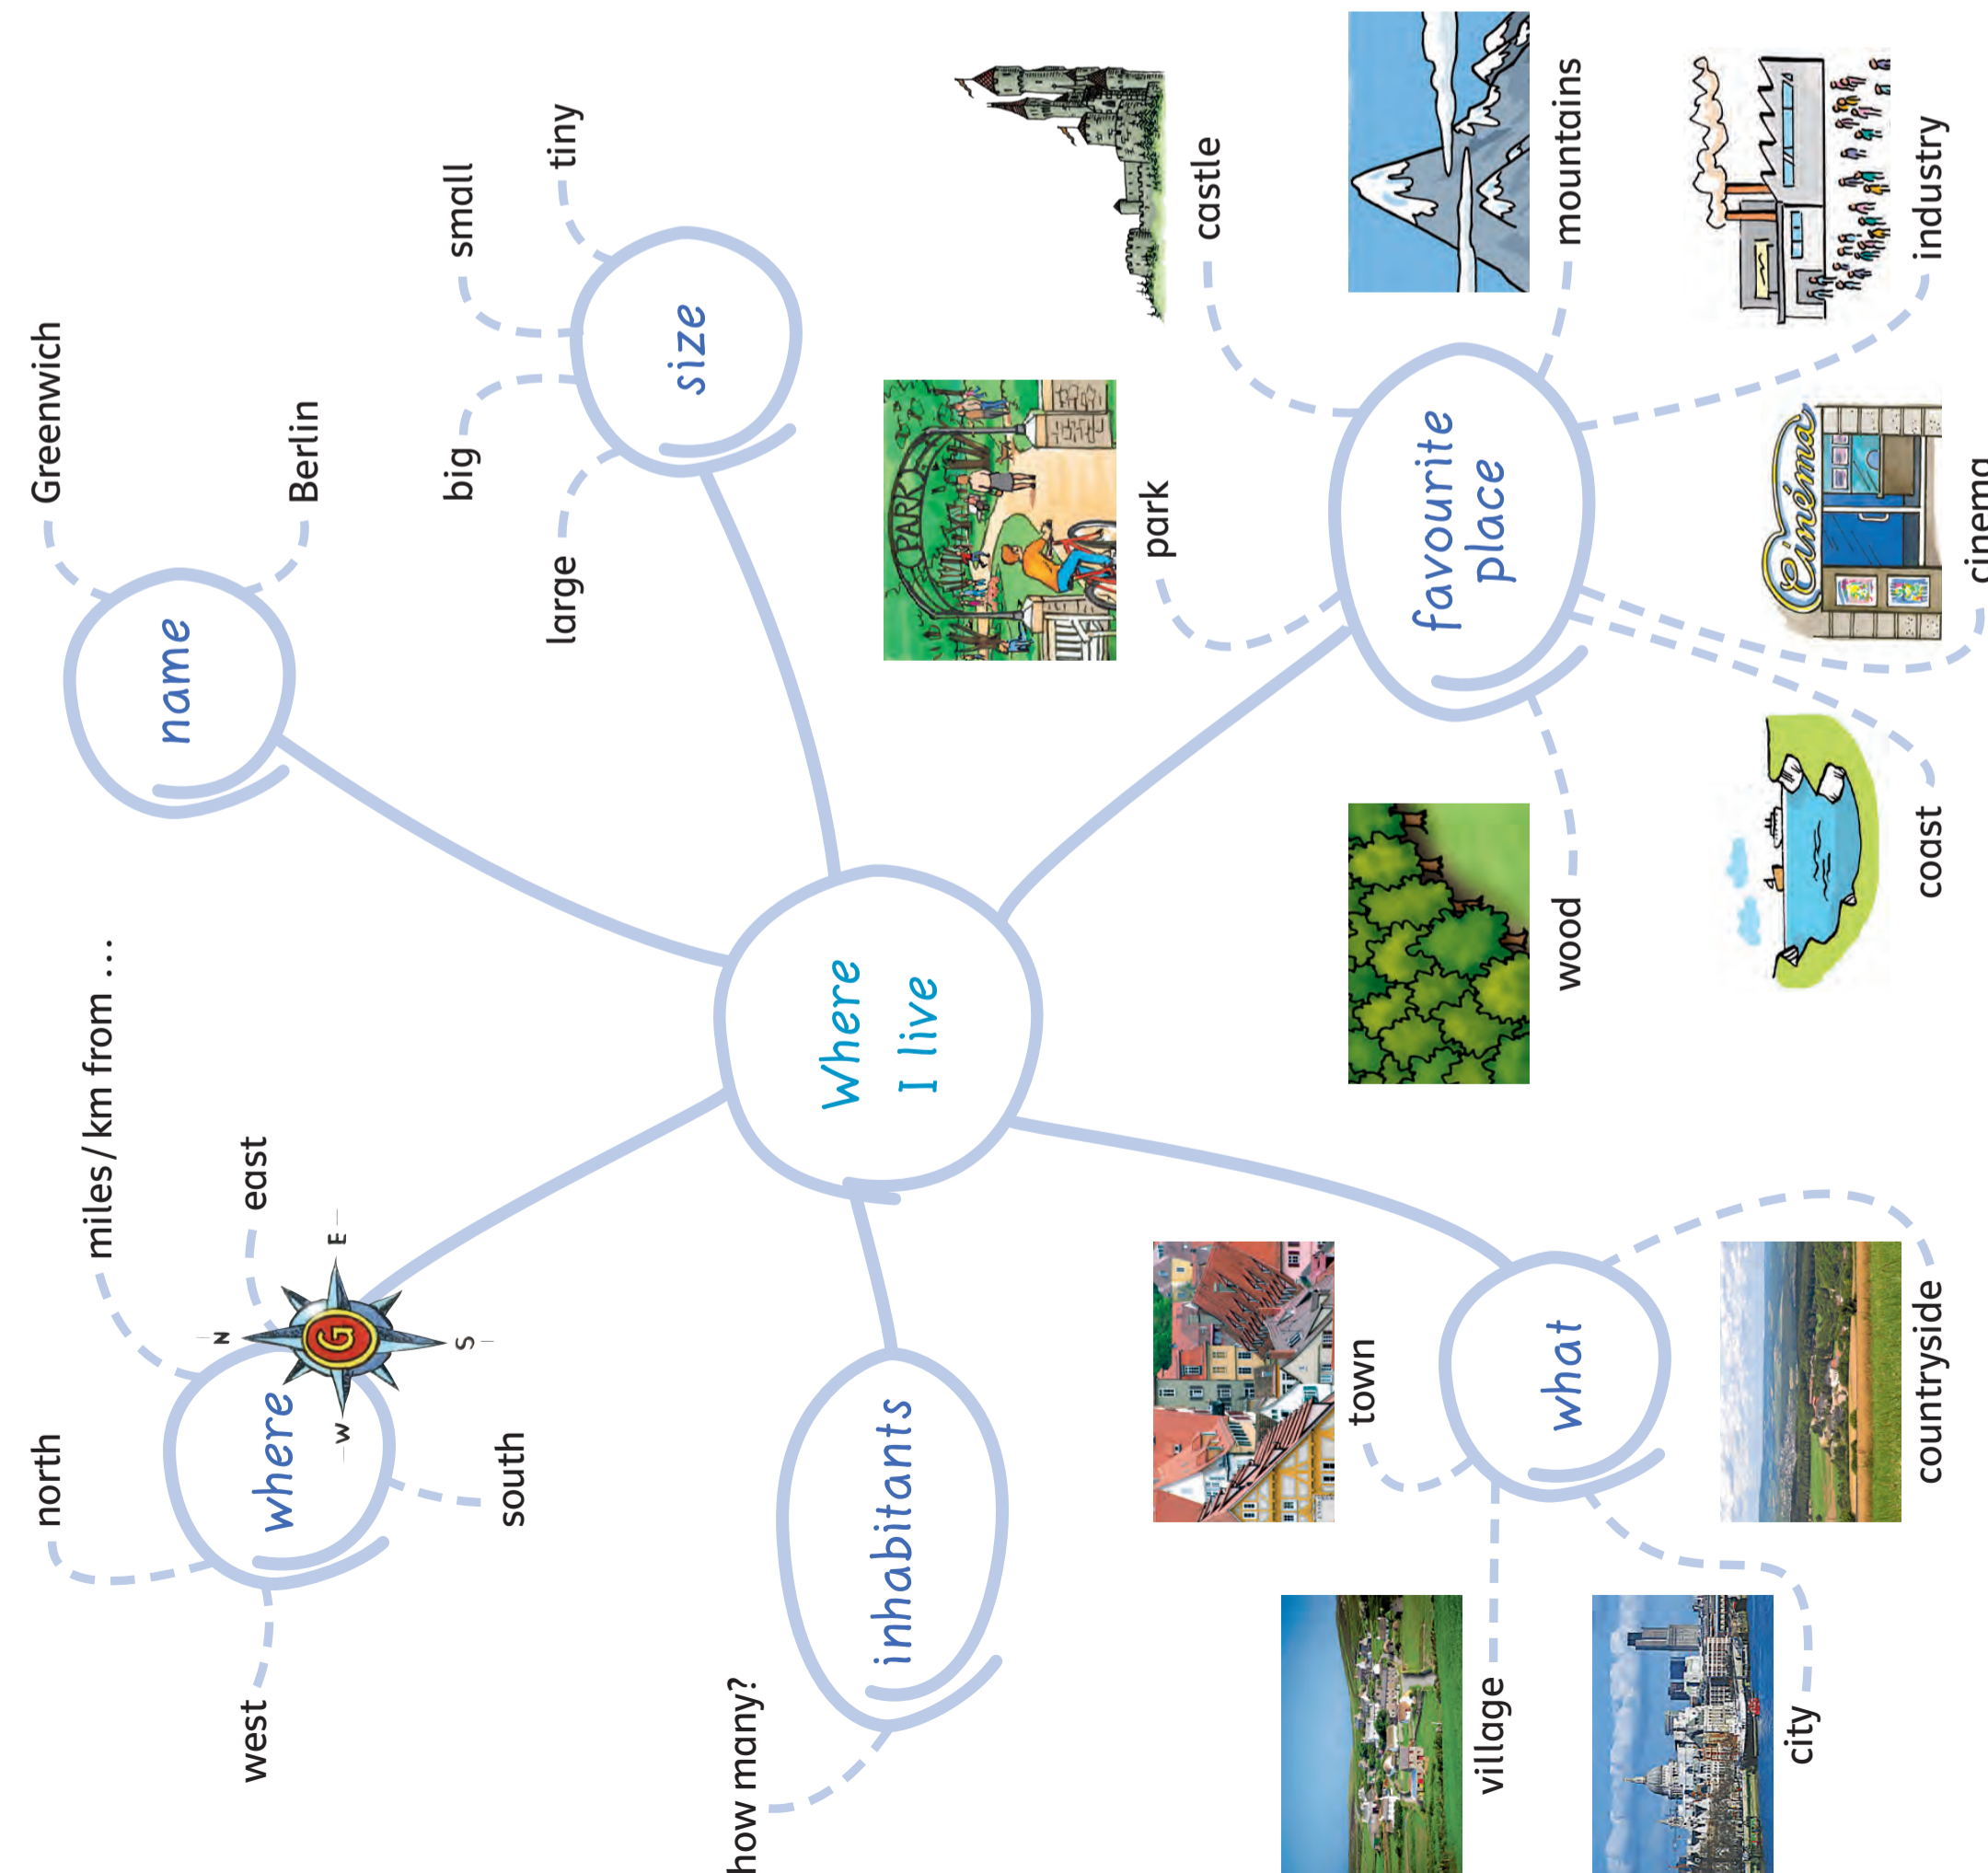 north
miles / km from …
west
where
east
south
N
E
S
W
G
name
Greenwich
Berlin
size
large
big
small
tiny
how many?
inhabitants
Where
I live
PARK
park
castle
favourite
place
wood
mountains
coast
Cinéma
cinema
industry
town
village
what
city
countryside